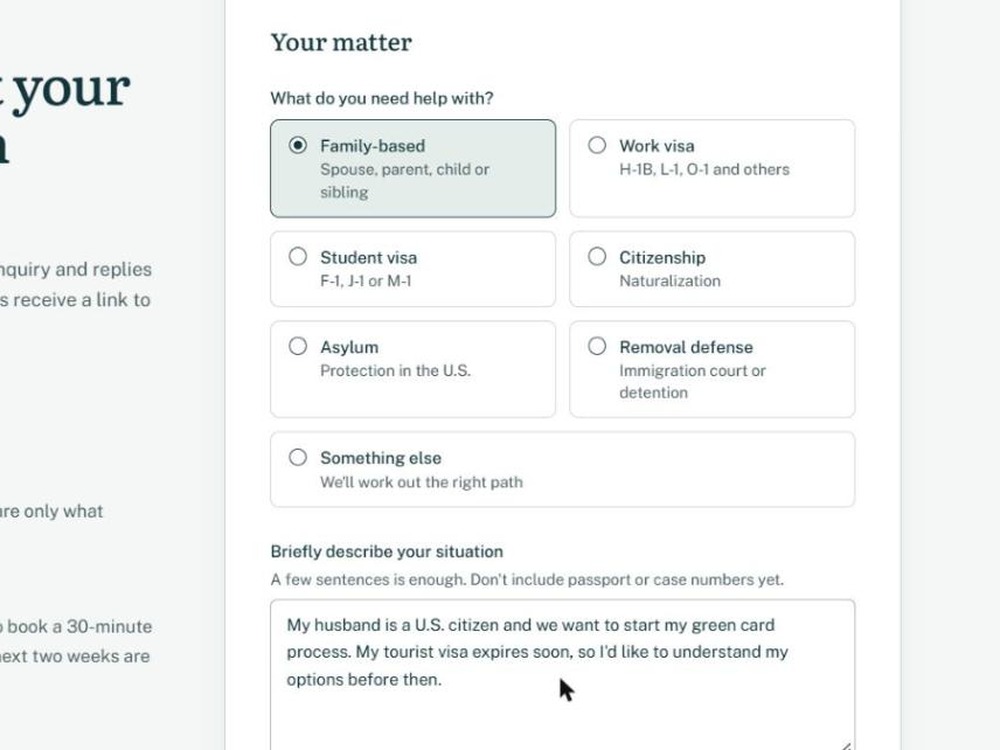 your
nquiry and replies
s receive a link to
are only what
book a 30-minute
next two weeks are
Your matter
What do you need help with?
Family-based
Spouse, parent, child or
sibling
Work visa
H-1B, L-1, O-1 and others
Student visa
F-1, J-1 or M-1
Citizenship
Naturalization
Asylum
Protection in the U.S.
Removal defense
Immigration court or
detention
Something else
We'll work out the right path
Briefly describe your situation
A few sentences is enough. Don't include passport or case numbers yet.
My husband is a U.S. citizen and we want to start my green card
process. My tourist visa expires soon, so I'd like to understand my
options before then.